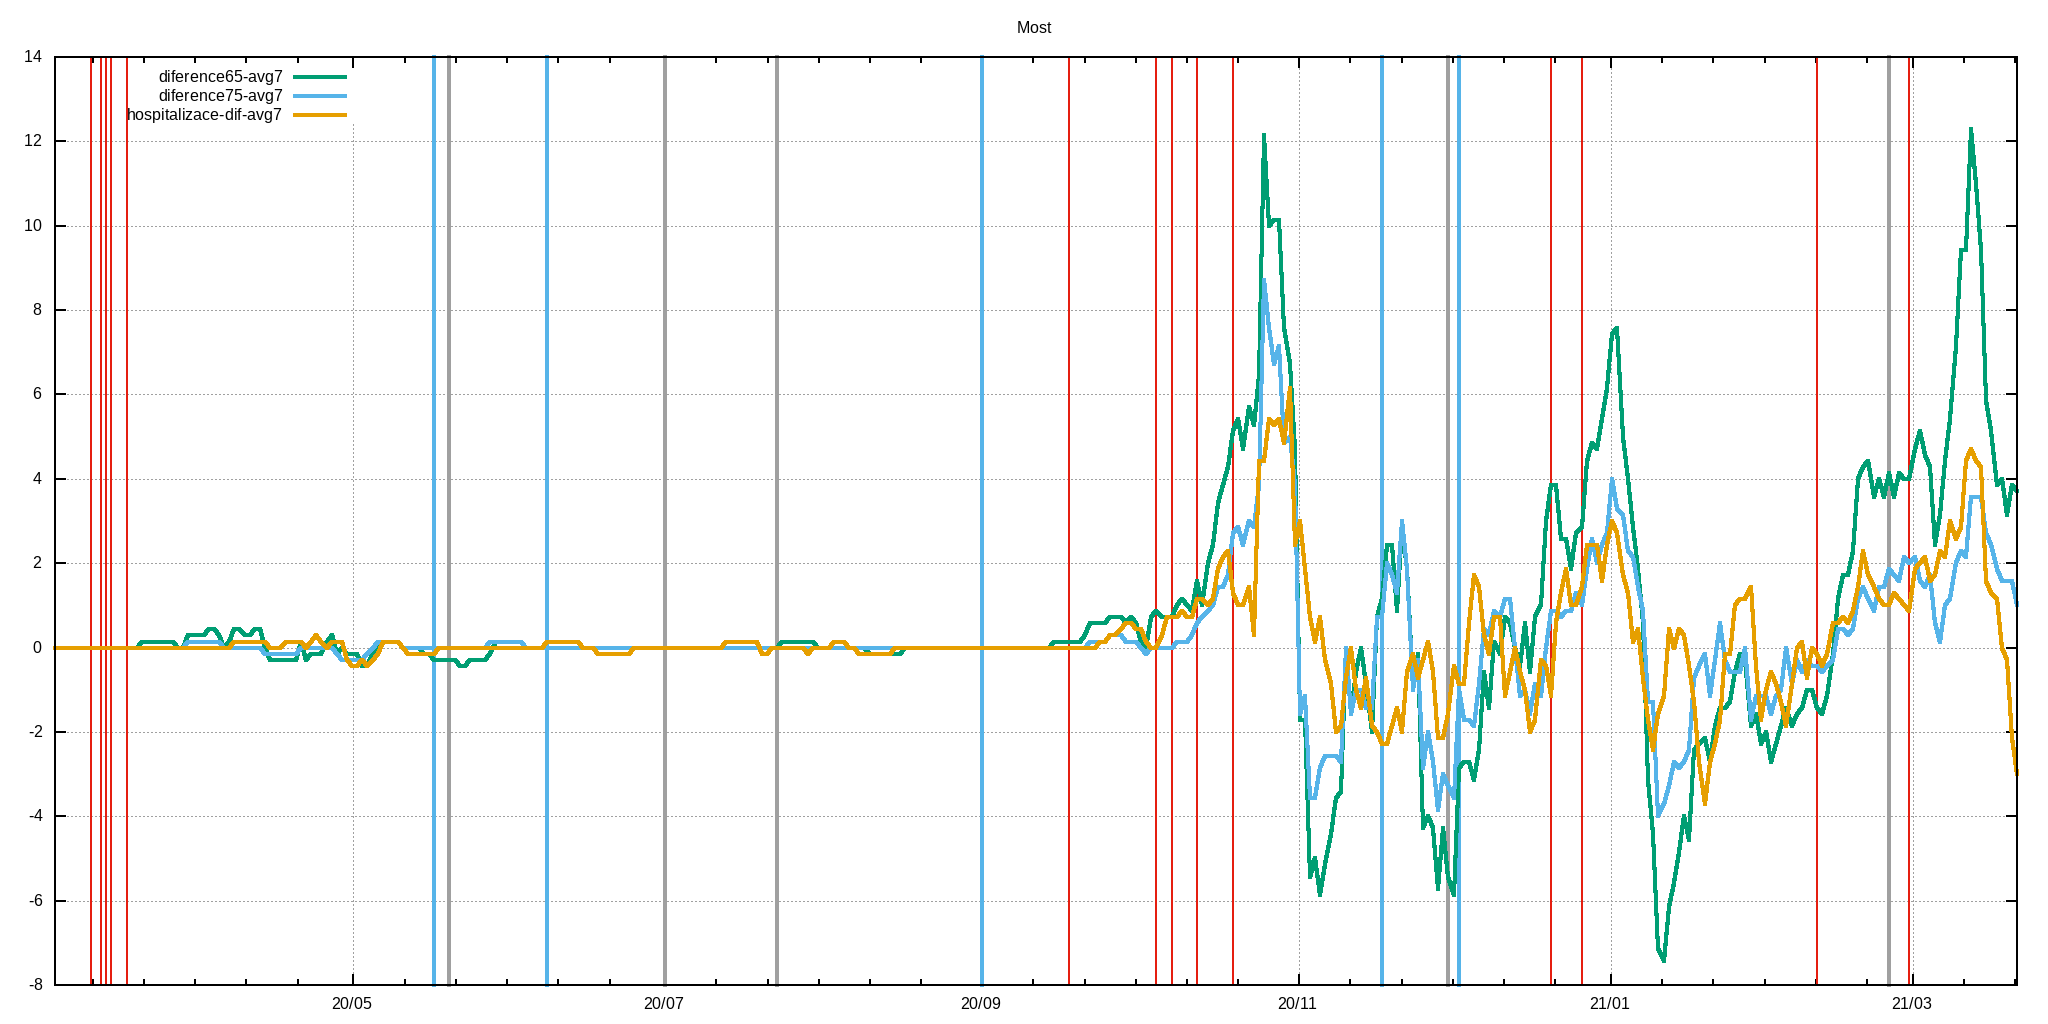 Most
diference65-avg7
diference75-avg7
hospitalizace-dif-avg7
14
12
10
8
6
4
2
0
-2
-4
-6
-8
20/05 20/07 20/09 20/11 21/01 21/03